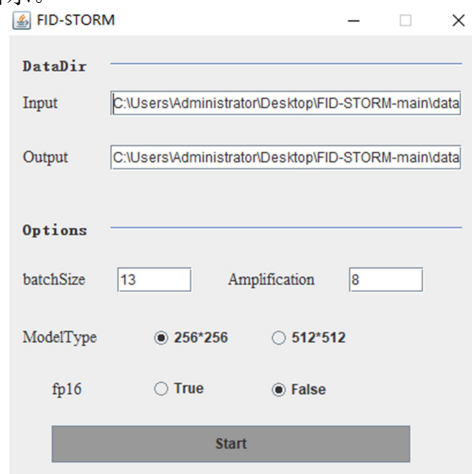 FID-STORM
DataDir
Input C:\Users\Administrator\Desktop\FID-STORM-main\data
Output C:\Users\Administrator\Desktop\FID-STORM-main\data
Options
batchSize 13 Amplification 8
ModelType 256*256 512*512
fp16 True False
Start